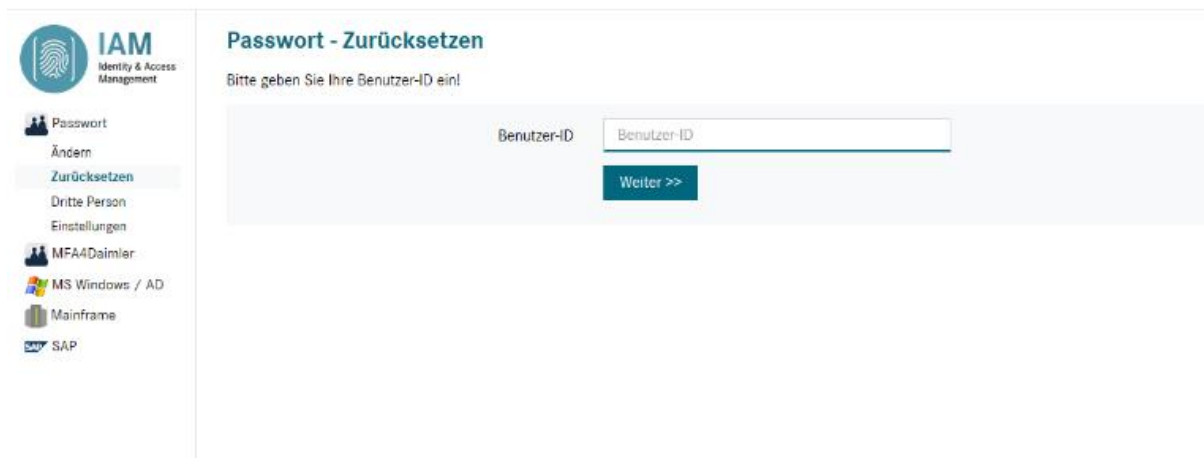 IAM
Identity & Access
Management
Passwort
Ändern
Zurücksetzen
Dritte Person
Einstellungen
MFA4Daimler
MS Windows / AD
Mainframe
SAP SAP
Passwort - Zurücksetzen
Bitte geben Sie Ihre Benutzer-ID ein!
Benutzer-ID Benutzer-ID
Weiter >>